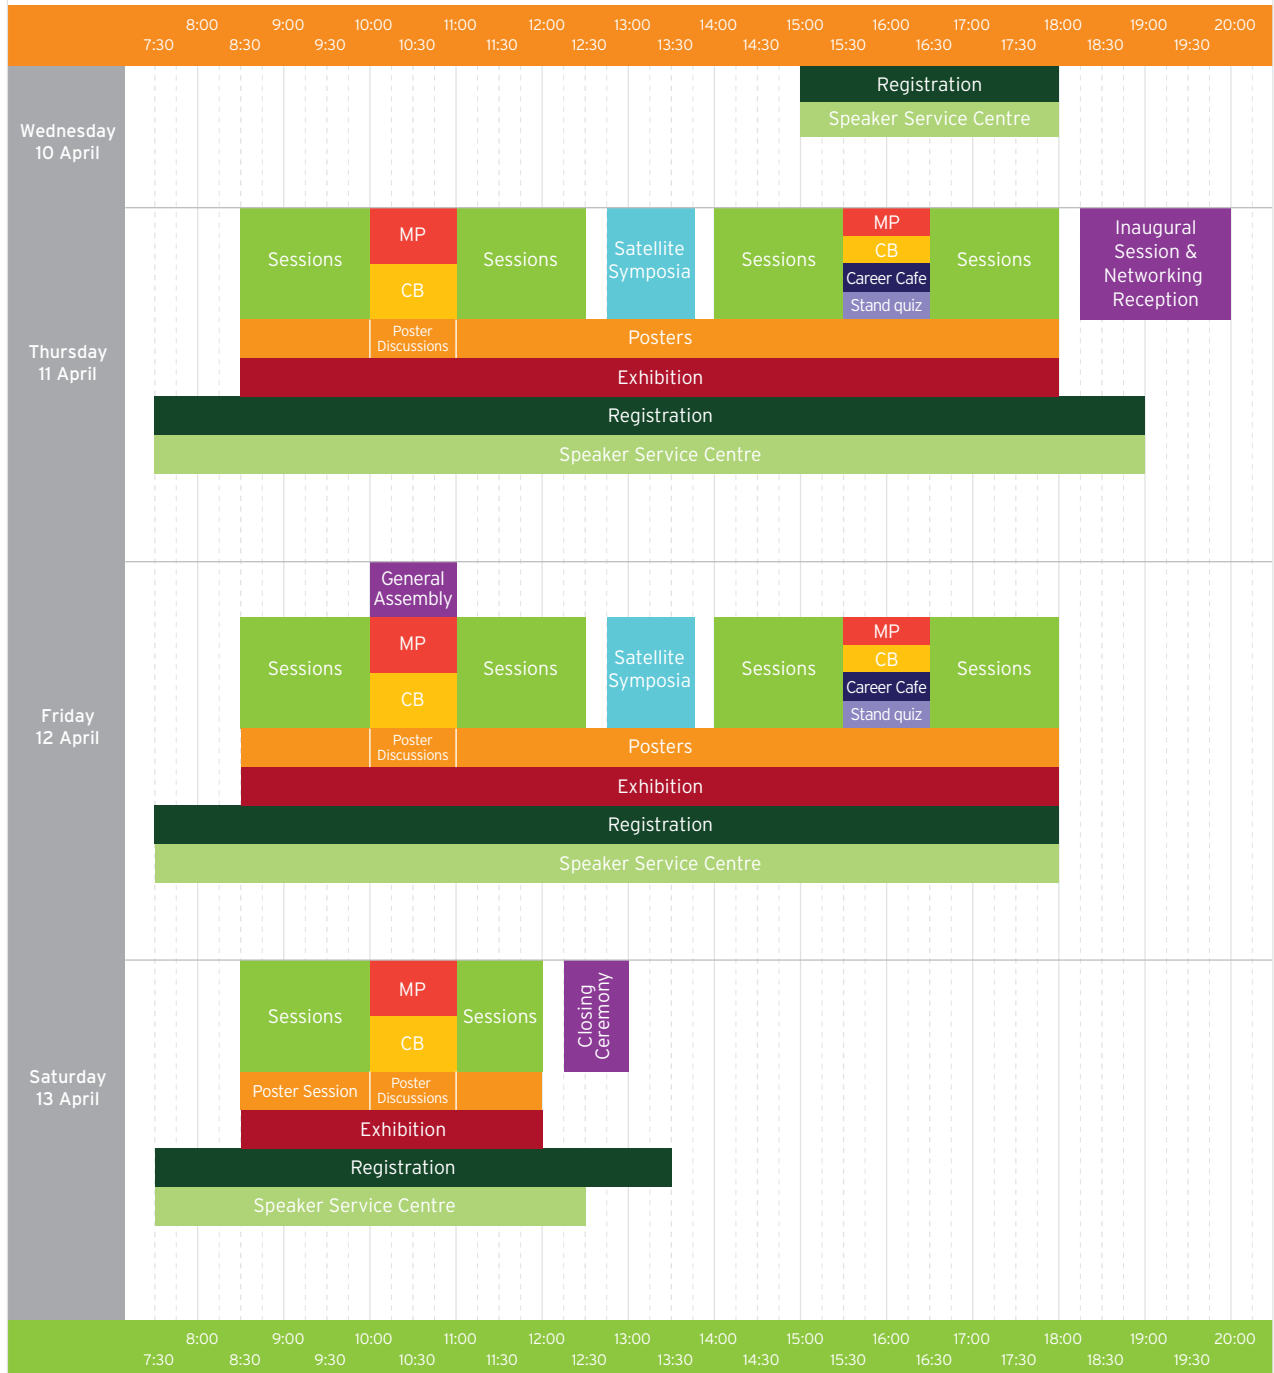 8:00 9:00 10:00 11:00 12:00 13:00 14:00 15:00 16:00 17:00 18:00 19:00 20:00
7:30 8:30 9:30 10:30 11:30 12:30 13:30 14:30 15:30 16:30 17:30 18:30 19:30
Wednesday
10 April
Registration
Speaker Service Centre
Thursday
11 April
Sessions
MP
CB
Sessions
Satellite
Symposia
Sessions
MP
CB
Career Cafe
Stand quiz
Sessions
Inaugural
Session &
Networking
Reception
Poster
Discussions
Posters
Exhibition
Registration
Speaker Service Centre
Friday
12 April
General
Assembly
Sessions
MP
CB
Sessions
Satellite
Symposia
Sessions
MP
CB
Career Cafe
Stand quiz
Sessions
Poster
Discussions
Posters
Exhibition
Registration
Speaker Service Centre
Saturday
13 April
Sessions
MP
CB
Sessions
Closing
Ceremony
Poster Session
Poster
Discussions
Exhibition
Registration
Speaker Service Centre
8:00 9:00 10:00 11:00 12:00 13:00 14:00 15:00 16:00 17:00 18:00 19:00 20:00
7:30 8:30 9:30 10:30 11:30 12:30 13:30 14:30 15:30 16:30 17:30 18:30 19:30